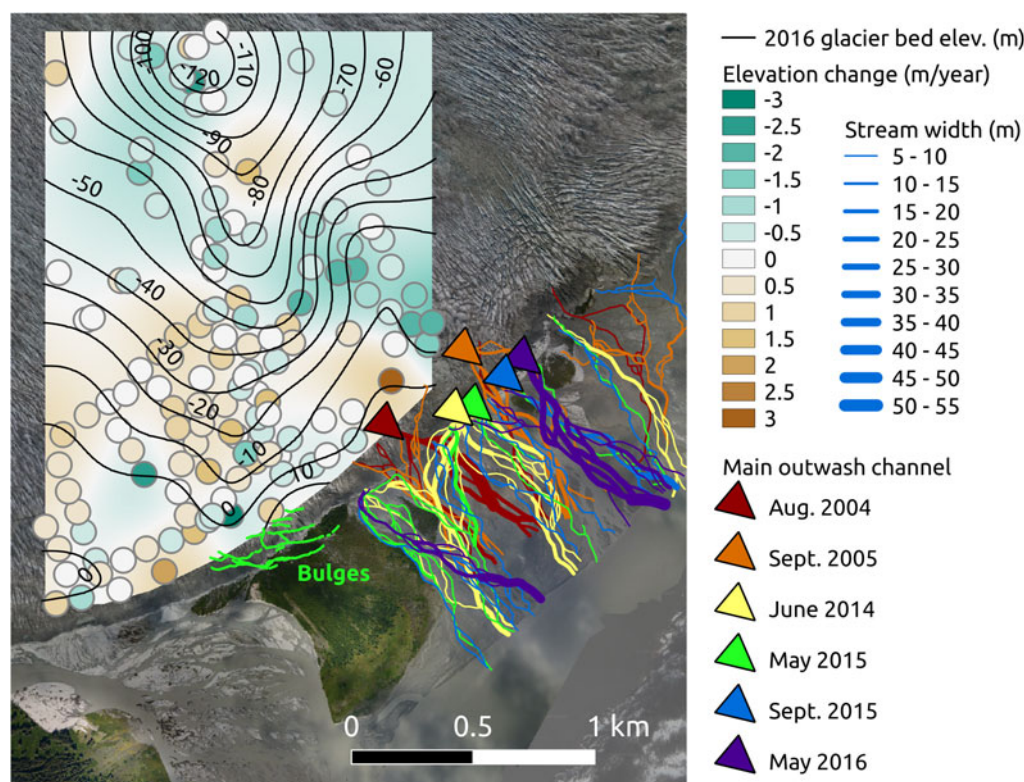 -100
-110
-120
-70
-60
-90
-80
-50
-40
-30
-20
-10
10
0
0
Bulges
0 0.5 1 km
2016 glacier bed elev. (m)
Elevation change (m/year)
-3
-2.5
-2
-1.5
-1
-0.5
0
0.5
1
1.5
2
2.5
3
Stream width (m)
5 - 10
10 - 15
15 - 20
20 - 25
25 - 30
30 - 35
35 - 40
40 - 45
45 - 50
50 - 55
Main outwash channel
Aug. 2004
Sept. 2005
June 2014
May 2015
Sept. 2015
May 2016